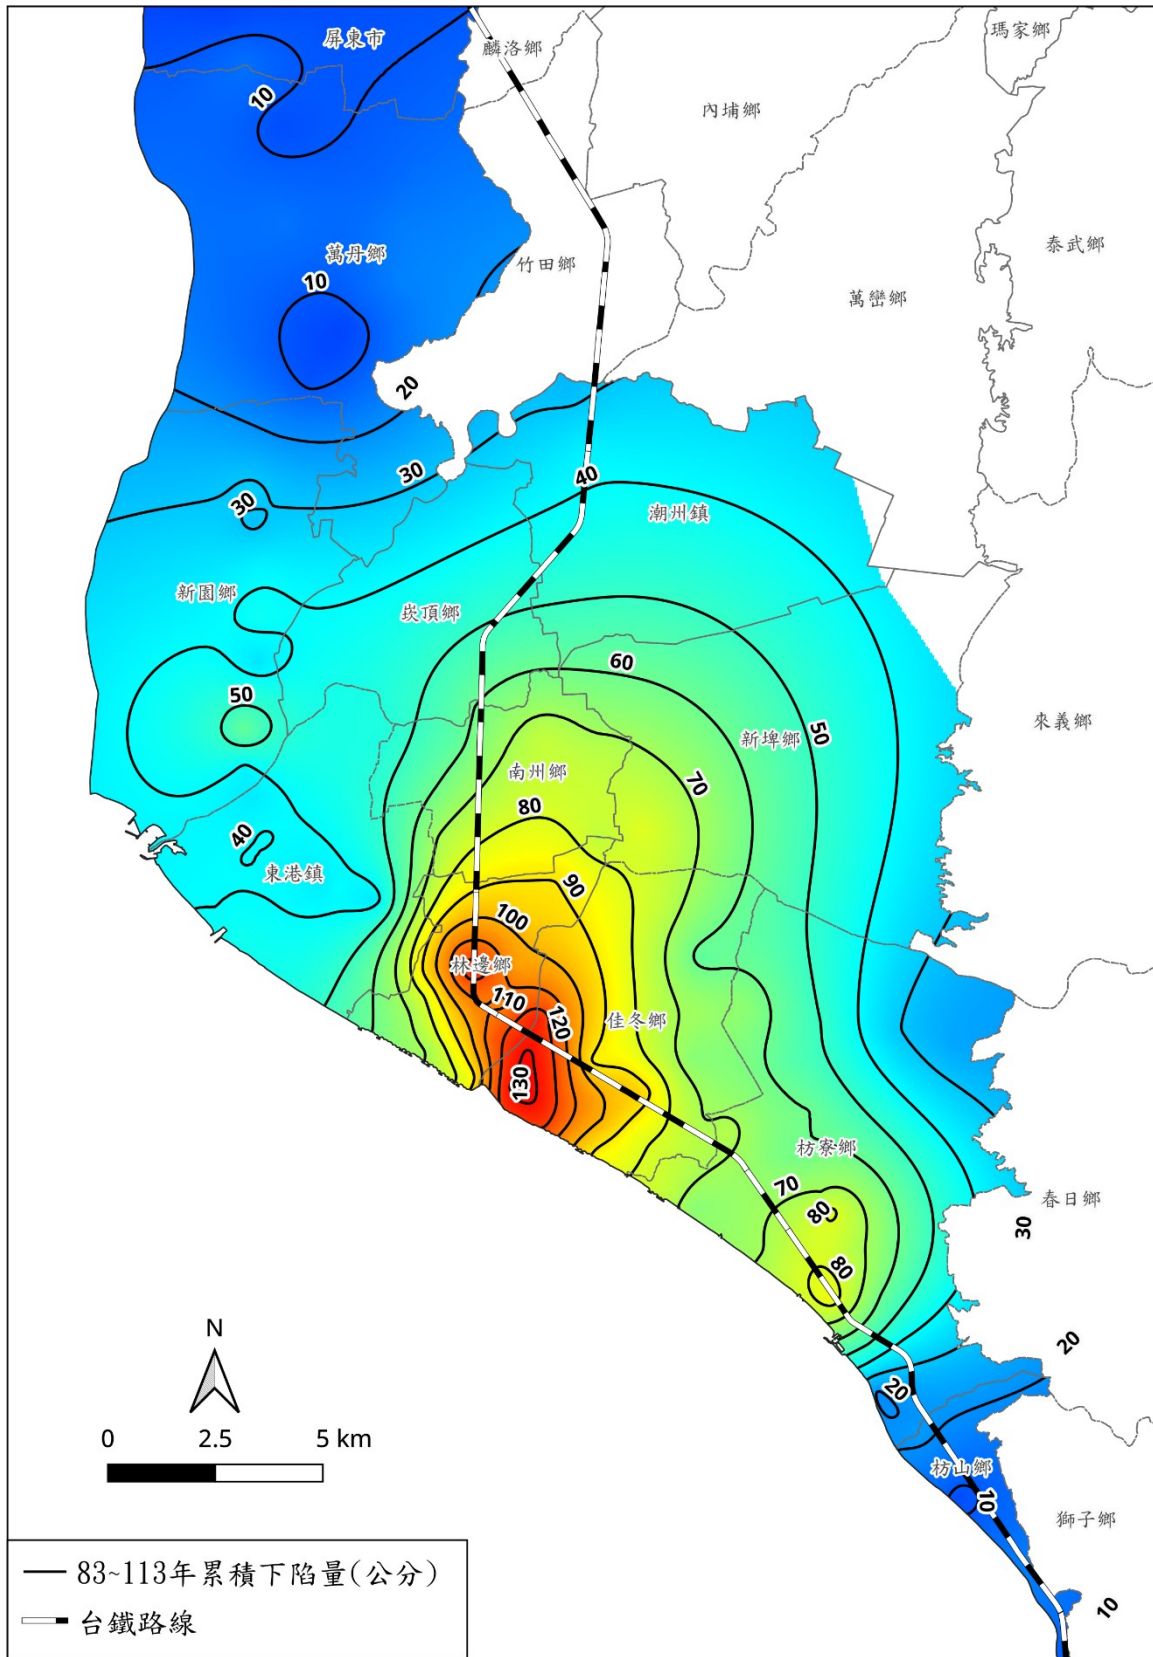 屏東市
麟洛鄉
瑪家鄉
10
內埔鄉
萬丹鄉
竹田鄉
泰武鄉
10
萬巒鄉
20
30
40
30
潮州鎮
新園鄉
崁頂鄉
60
50
50
來義鄉
新埤鄉
南州鄉
70
80
40
東港鎮
90
100
林邊鄉
110
120
佳冬鄉
130
枋寮鄉
70
春日鄉
80
30
80
N
20
20
0 2.5 5 km
枋山鄉
10
獅子鄉
83~113年累積下陷量(公分)
10
台鐵路線